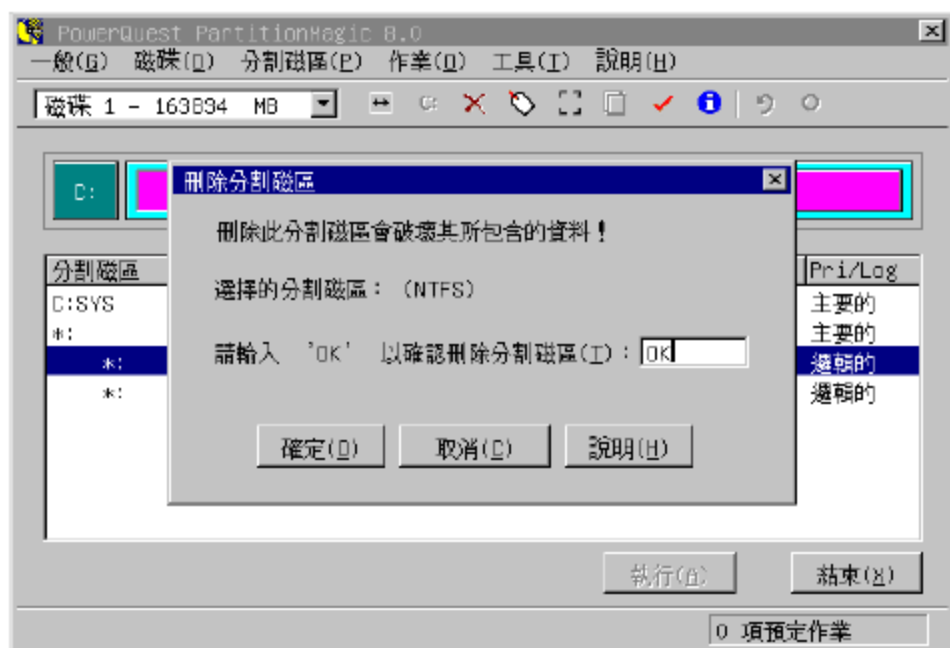 PowerQuest PartitionMagic 8.0
一般(G) 磁碟(D) 分割磁區(P) 作業(O) 工具(T) 說明(H)
磁碟 1 - 163834 MB C:
C:
刪除分割磁區
刪除此分割磁區會破壞其所包含的資料!
選擇的分割磁區: (NTFS)
請輸入 'OK' 以確認刪除分割磁區(T): OK
確定(O) 取消(C) 說明(H)
分割磁區 Pri/Log
C:SYS 主要的
*: 主要的
*: 邏輯的
*: 邏輯的
執行(A) 結束(X)
0 項預定作業